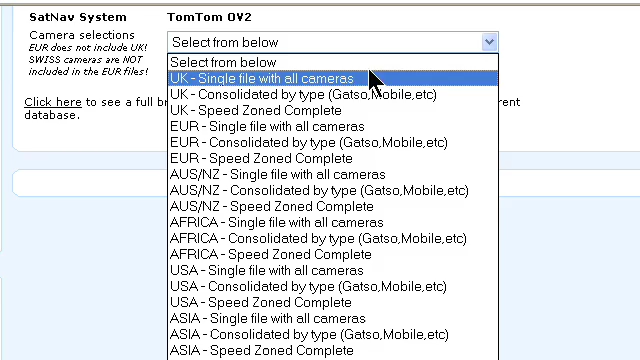 SatNav System TomTom OV2
Camera selections
EUR does not include UK!
SWISS cameras are NOT
included in the EUR files!
Select from below
Select from below
UK - Single file with all cameras
UK - Consolidated by type (Gatso,Mobile,etc)
UK - Speed Zoned Complete
EUR - Single file with all cameras
EUR - Consolidated by type (Gatso,Mobile,etc)
EUR - Speed Zoned Complete
AUS/NZ - Single file with all cameras
AUS/NZ - Consolidated by type (Gatso,Mobile,etc)
AUS/NZ - Speed Zoned Complete
AFRICA - Single file with all cameras
AFRICA - Consolidated by type (Gatso,Mobile,etc)
AFRICA - Speed Zoned Complete
USA - Single file with all cameras
USA - Consolidated by type (Gatso,Mobile,etc)
USA - Speed Zoned Complete
ASIA - Single file with all cameras
ASIA - Consolidated by type (Gatso,Mobile,etc)
ASIA - Speed Zoned Complete
Click here to see a full
database.